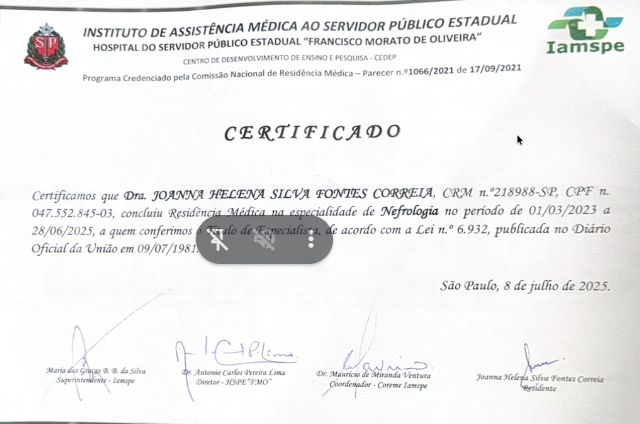 INSTITUTO DE ASSISTÊNCIA MÉDICA AO SERVIDOR PÚBLICO ESTADUAL
HOSPITAL DO SERVIDOR PÚBLICO ESTADUAL "FRANCISCO MORATO DE OLIVEIRA"
CENTRO DE DESENVOLVIMENTO DE ENSINO E PESQUISA - CEDEP
Programa Credenciado pela Comissão Nacional de Residência Médica – Parecer n.º1066/2021 de 17/09/2021
SP
Iamspe
CERTIFICADO
Certificamos que Dra. JOANNA HELENA SILVA FONTES CORREIA, CRM n.º218988-SP, CPF n.
047.552.845-03, concluiu Residência Médica na especialidade de Nefrologia no período de 01/03/2023 a
28/06/2025, a quem conferimos o de Especialista, de acordo com a Lei n.º 6.932, publicada no Diário
Oficial da União em 09/07/1981.
São Paulo, 8 de julho de 2025.
Maria das Graças B. B. da Silva
Superintendente - Iamspe
Dr. Antonio Carlos Pereira Lima
Diretor - HSPE"FMO"
Dr. Maurício de Miranda Ventura
Coordenador - Coreme Iamspe
Joanna Helena Silva Fontes Correia
Residente